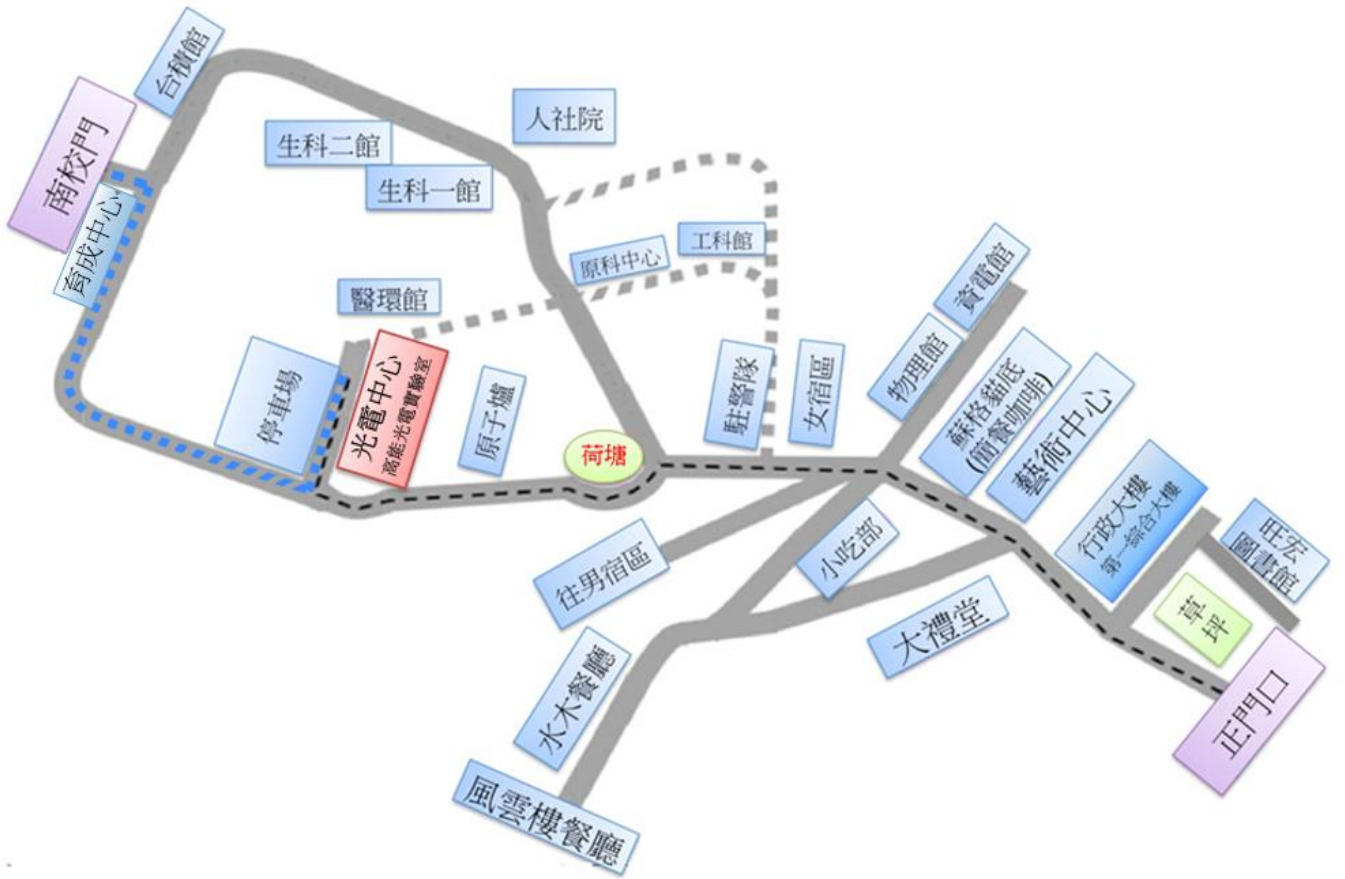 台積館
南校門
人社院
生科二館
生科一館
育成中心
工科館
原科中心
資電館
醫環館
物理館
停車場
光電中心
高能光電實驗室
原子爐
駐警隊
女宿區
蘇格貓底
(簡餐咖啡)
藝術中心
荷塘
行政大樓
第一綜合大樓
旺宏
圖書館
小吃部
往男宿區
草坪
大禮堂
水木餐廳
正門口
風雲樓餐廳